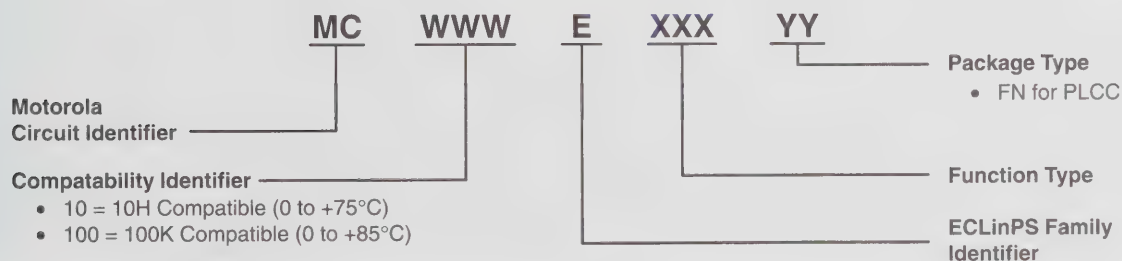 MC WWW E XXX YY
Motorola
Circuit Identifier
Compatability Identifier
• 10 = 10H Compatible (0 to +75°C)
• 100 = 100K Compatible (0 to +85°C)
Package Type
• FN for PLCC
Function Type
ECLinPS Family
Identifier